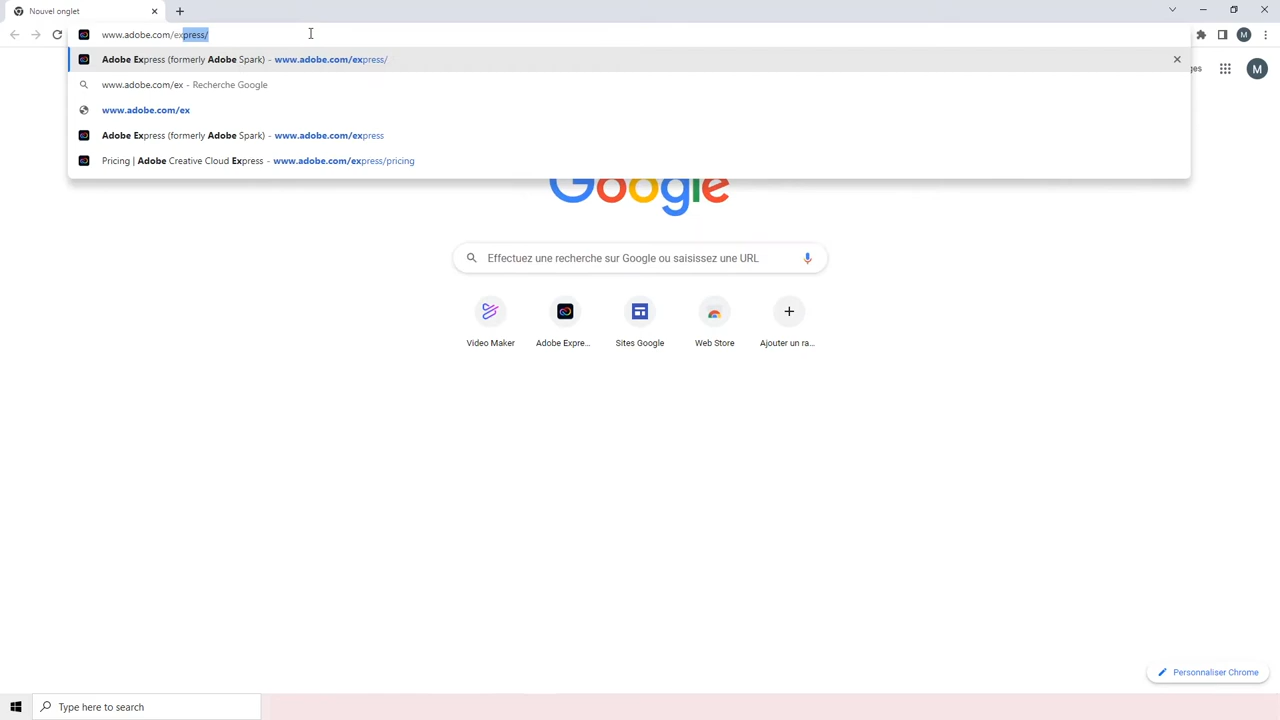 Nouvel onglet
www.adobe.com/express/
Adobe Express (formerly Adobe Spark) - www.adobe.com/express/
www.adobe.com/ex - Recherche Google
www.adobe.com/ex
Adobe Express (formerly Adobe Spark) - www.adobe.com/express
Pricing | Adobe Creative Cloud Express - www.adobe.com/express/pricing
M
M
Google
Effectuez une recherche sur Google ou saisissez une URL
Video Maker
Adobe Expre...
Sites Google
Web Store
Ajouter un ra...
Personnaliser Chrome
Type here to search